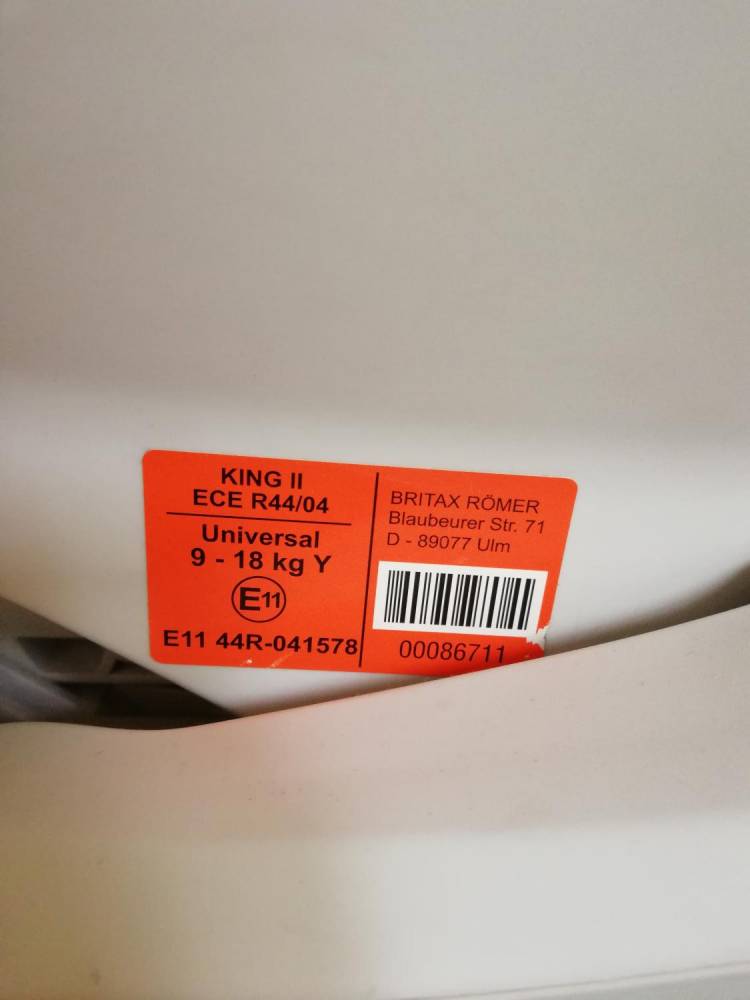 KING II
ECE R44/04
Universal
9 - 18 kg Y
E11
E11 44R-041578
BRITAX RÖMER
Blaubeurer Str. 71
D - 89077 Ulm
00086711